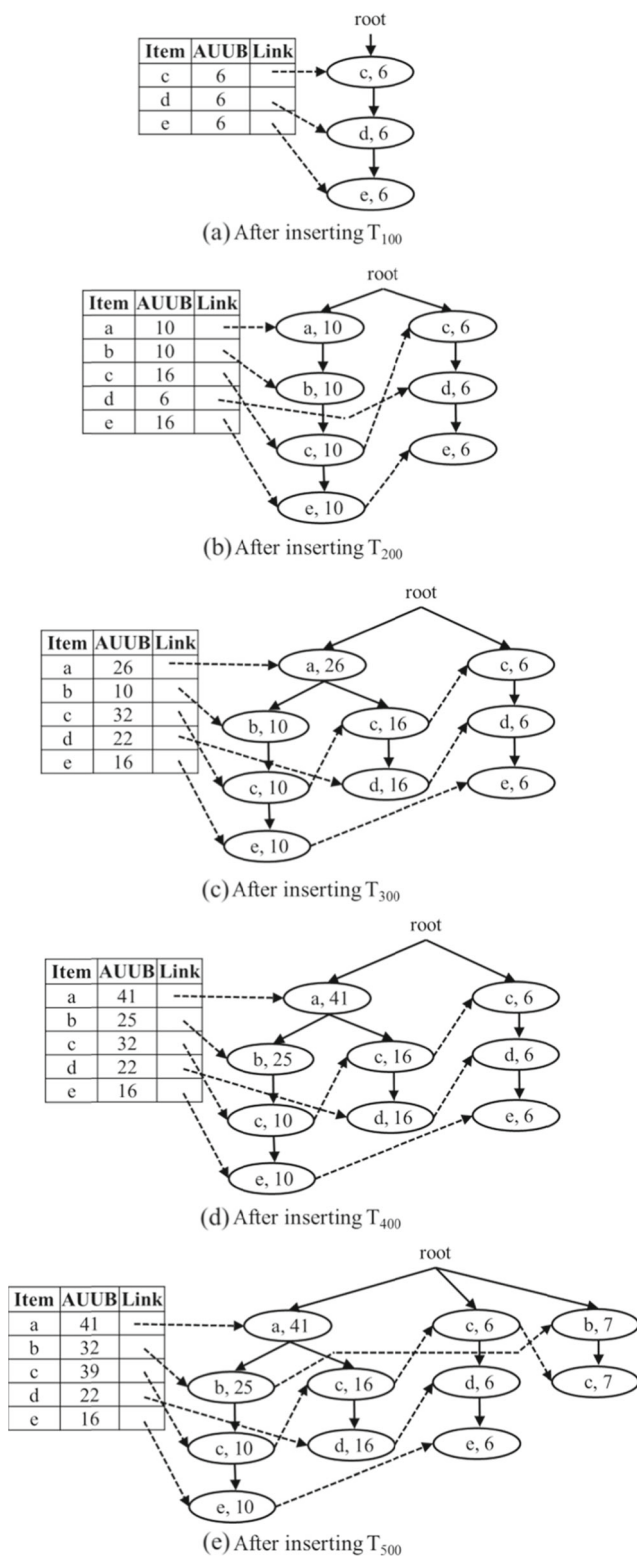 root
Item AUUB Link
c 6
d 6
e 6
c, 6
d, 6
e, 6
(a) After inserting T100
root
Item AUUB Link
a 10
b 10
c 16
d 6
e 16
a, 10
c, 6
b, 10
d, 6
c, 10
e, 6
e, 10
(b) After inserting T200
root
Item AUUB Link
a 26
b 10
c 32
d 22
e 16
a, 26
c, 6
b, 10
c, 16
d, 6
c, 10
d, 16
e, 6
e, 10
(c) After inserting T300
root
Item AUUB Link
a 41
b 25
c 32
d 22
e 16
a, 41
c, 6
b, 25
c, 16
d, 6
c, 10
d, 16
e, 6
e, 10
(d) After inserting T400
root
Item AUUB Link
a 41
b 32
c 39
d 22
e 16
a, 41
c, 6
b, 7
b, 25
c, 16
d, 6
c, 7
c, 10
d, 16
e, 6
e, 10
(e) After inserting T500